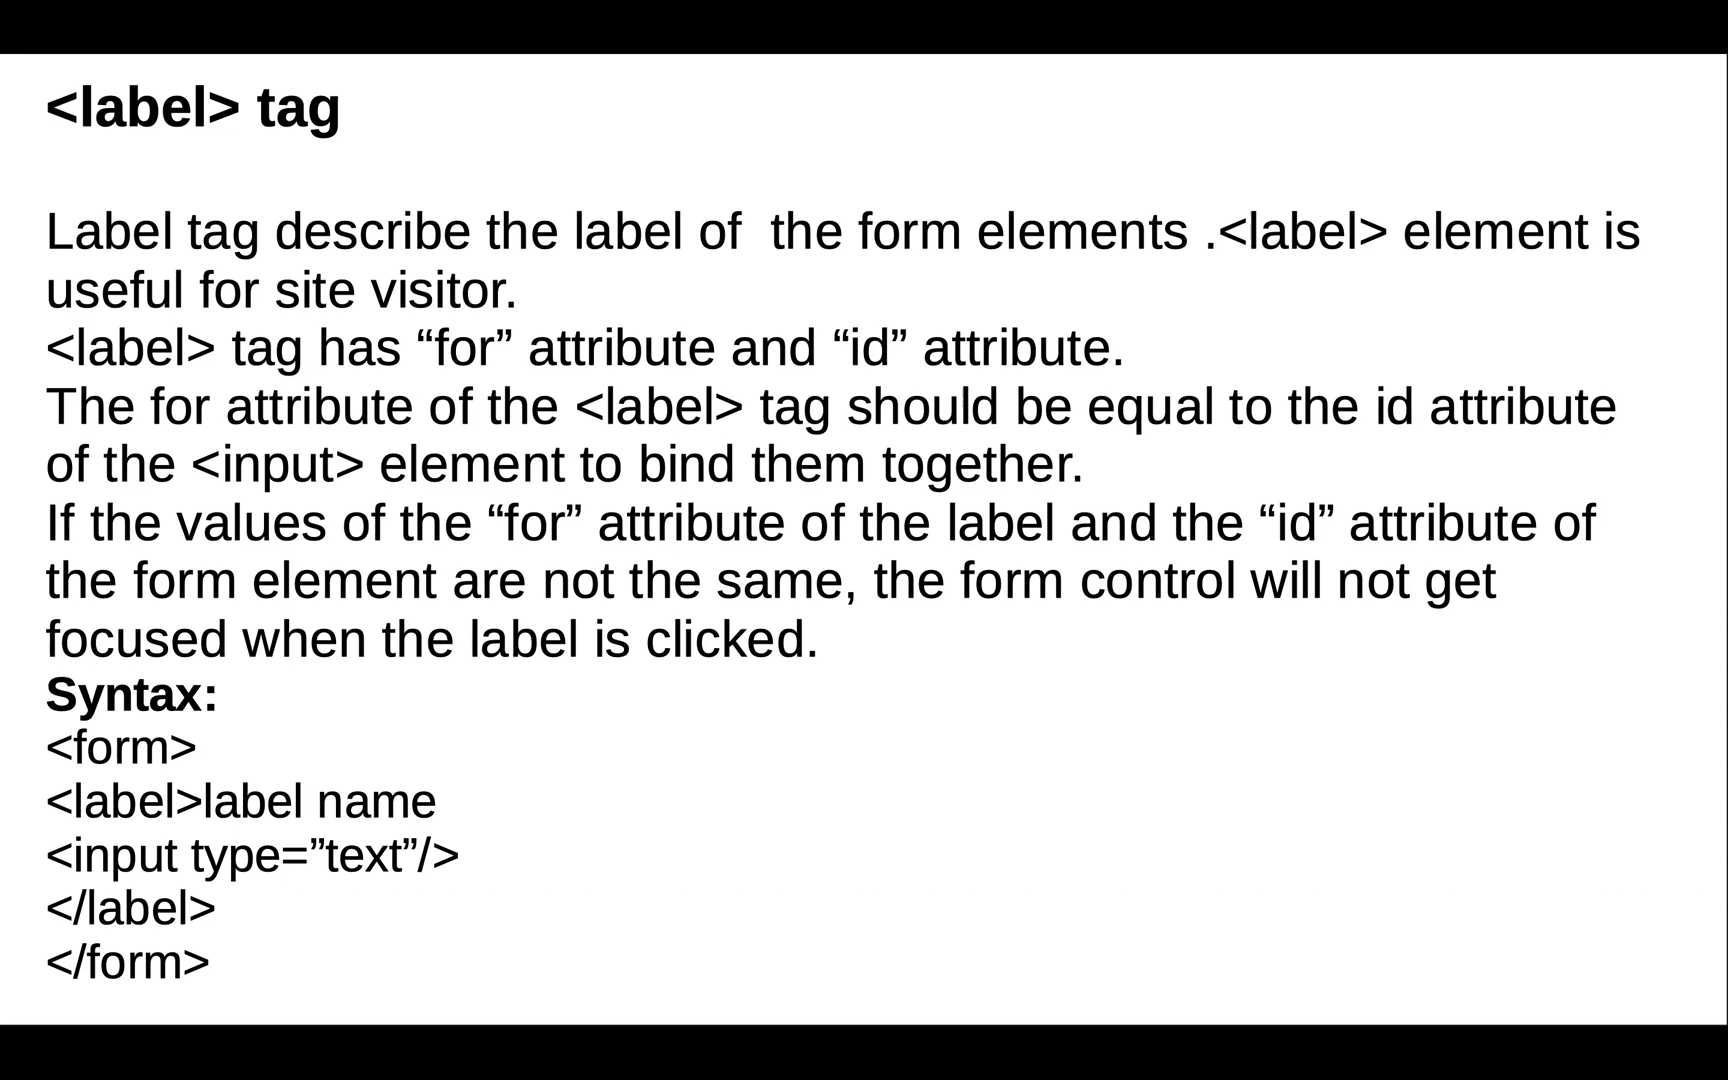 <label> tag
Label tag describe the label of  the form elements .<label> element is
useful for site visitor.
<label> tag has “for” attribute and “id” attribute.
The for attribute of the <label> tag should be equal to the id attribute
of the <input> element to bind them together.
If the values of the “for” attribute of the label and the “id” attribute of
the form element are not the same, the form control will not get
focused when the label is clicked.
Syntax:
<form>
<label>label name
<input type=”text”/>
</label>
</form>